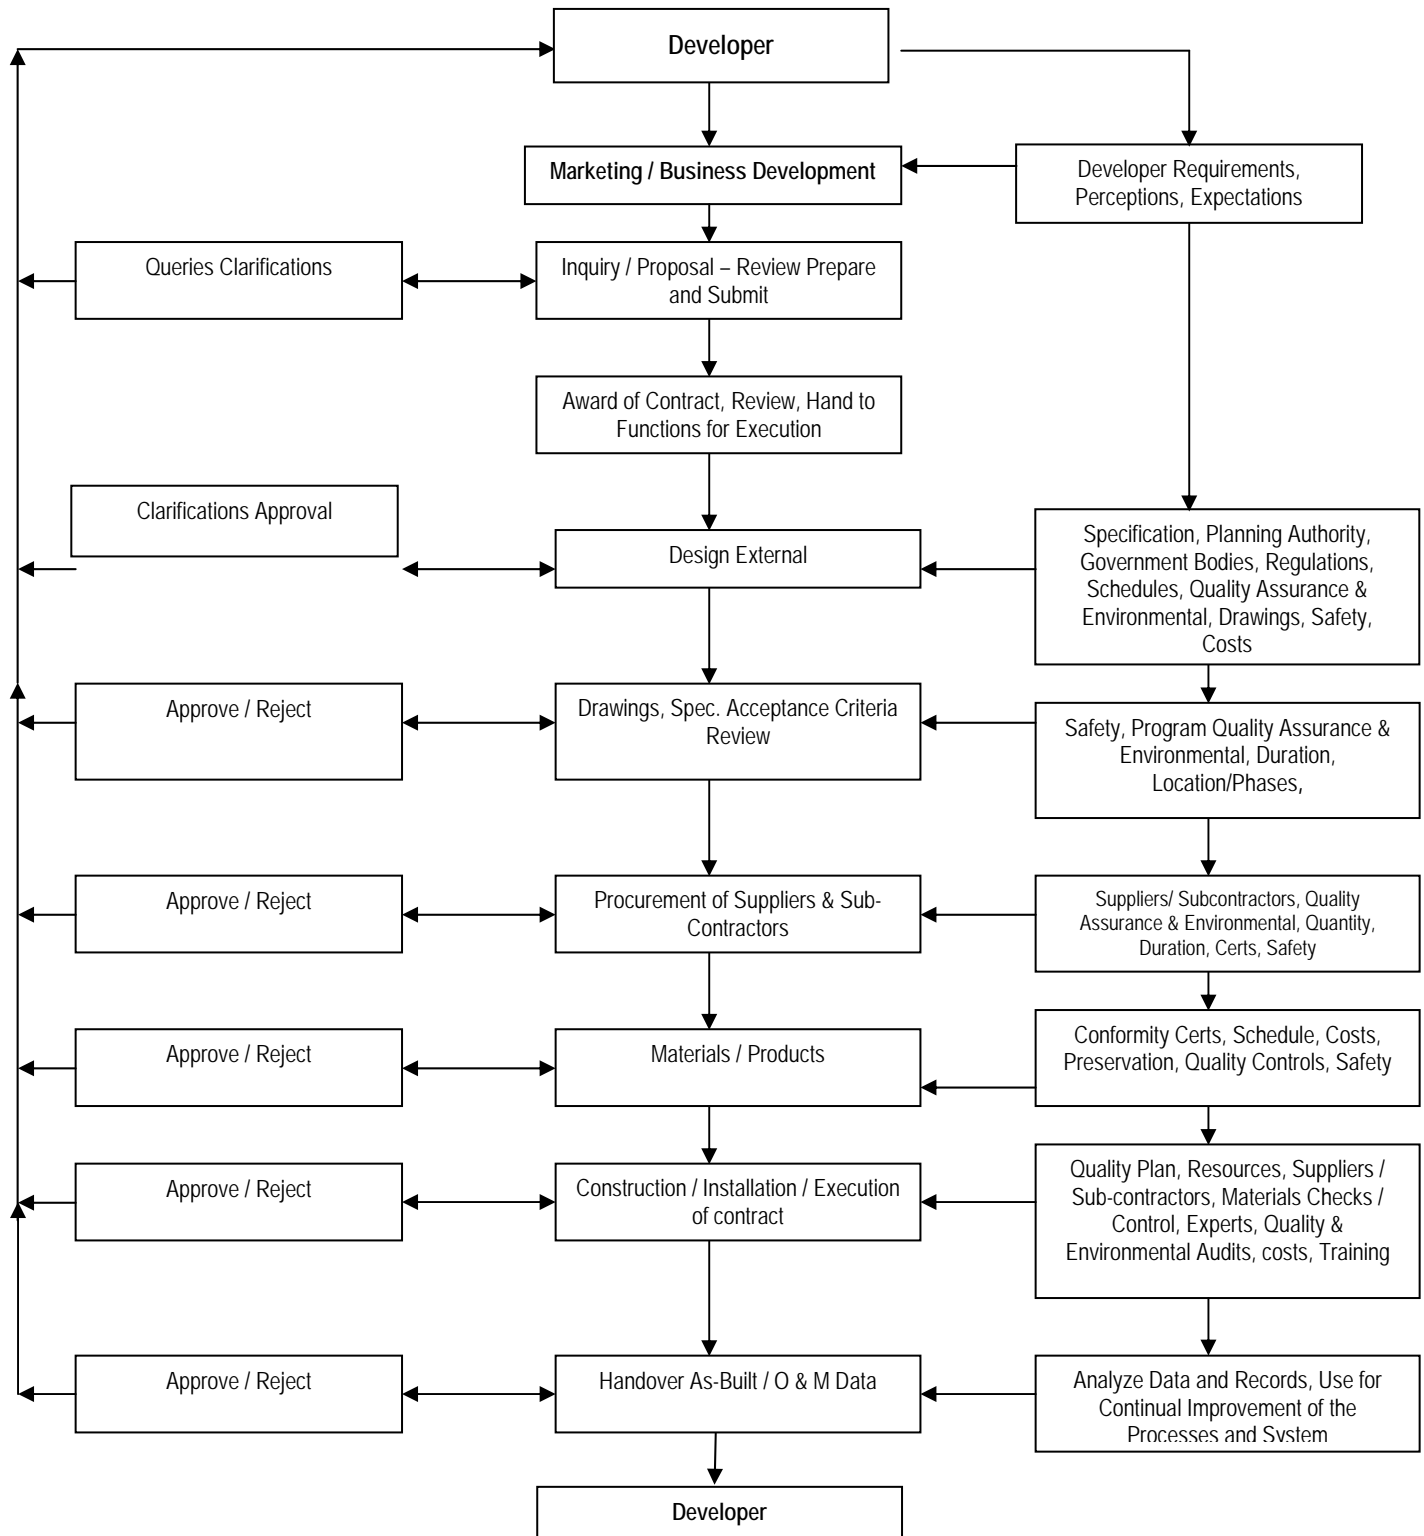 Developer
Marketing / Business Development
Developer Requirements,
Perceptions, Expectations
Queries Clarifications
Inquiry / Proposal – Review Prepare
and Submit
Award of Contract, Review, Hand to
Functions for Execution
Clarifications Approval
Design External
Specification, Planning Authority,
Government Bodies, Regulations,
Schedules, Quality Assurance &
Environmental, Drawings, Safety,
Costs
Approve / Reject
Drawings, Spec. Acceptance Criteria
Review
Safety, Program Quality Assurance &
Environmental, Duration,
Location/Phases,
Approve / Reject
Procurement of Suppliers & Sub-
Contractors
Suppliers/ Subcontractors, Quality
Assurance & Environmental, Quantity,
Duration, Certs, Safety
Approve / Reject
Materials / Products
Conformity Certs, Schedule, Costs,
Preservation, Quality Controls, Safety
Approve / Reject
Construction / Installation / Execution
of contract
Quality Plan, Resources, Suppliers /
Sub-contractors, Materials Checks /
Control, Experts, Quality &
Environmental Audits, costs, Training
Approve / Reject
Handover As-Built / O & M Data
Analyze Data and Records, Use for
Continual Improvement of the
Processes and System
Developer